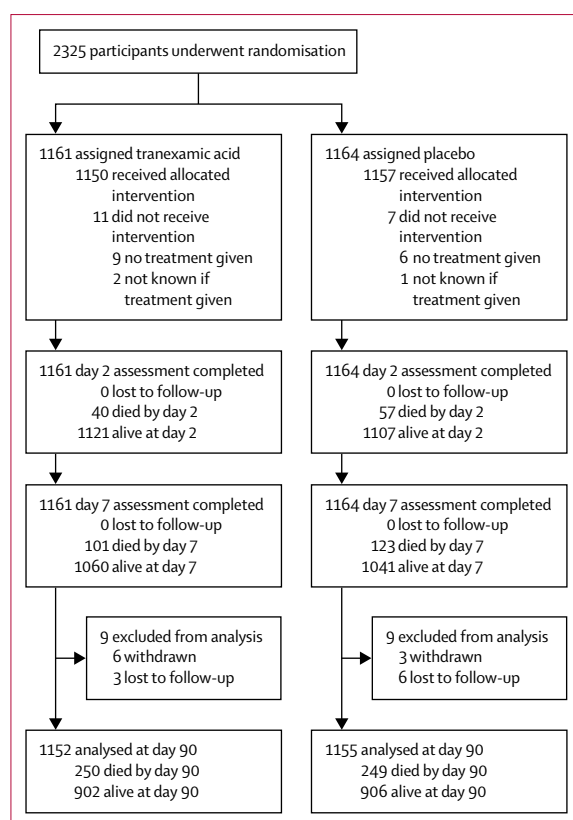 2325 participants underwent randomisation
1161 assigned tranexamic acid
1150 received allocated
intervention
11 did not receive
intervention
9 no treatment given
2 not known if
treatment given
1164 assigned placebo
1157 received allocated
intervention
7 did not receive
intervention
6 no treatment given
1 not known if
treatment given
1161 day 2 assessment completed
0 lost to follow-up
40 died by day 2
1121 alive at day 2
1164 day 2 assessment completed
0 lost to follow-up
57 died by day 2
1107 alive at day 2
1161 day 7 assessment completed
0 lost to follow-up
101 died by day 7
1060 alive at day 7
1164 day 7 assessment completed
0 lost to follow-up
123 died by day 7
1041 alive at day 7
9 excluded from analysis
6 withdrawn
3 lost to follow-up
9 excluded from analysis
3 withdrawn
6 lost to follow-up
1152 analysed at day 90
250 died by day 90
902 alive at day 90
1155 analysed at day 90
249 died by day 90
906 alive at day 90